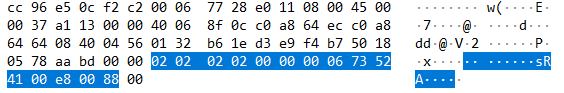 cc 96 e5 0c f2 c2 00 06 77 28 e0 11 08 00 45 00 ········ w(····E·
00 37 a1 13 00 00 40 06 8f 0c c0 a8 64 ec c0 a8 ·7····@· ····d···
64 64 08 40 04 56 01 32 b6 1e d3 e9 f4 b7 50 18 dd·@·V·2 ······P·
05 78 aa bd 00 00 02 02 02 02 00 00 00 06 73 52 ·x······ ······sR
41 00 e8 00 88 00 A·····